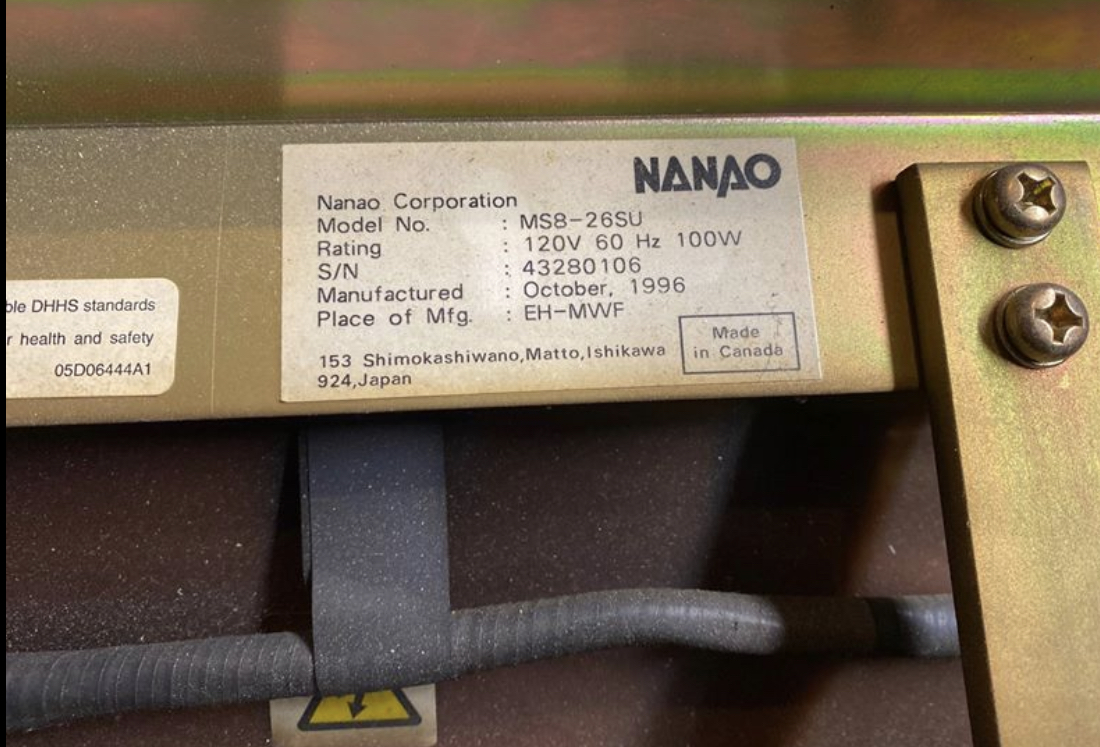 NANAO
Nanao Corporation
Model No. : MS8-26SU
Rating : 120V 60 Hz 100W
S/N : 43280106
Manufactured : October, 1996
Place of Mfg. : EH-MWF
153 Shimokashiwano,Matto,Ishikawa
924,Japan
Made
in Canada
DHHS standards
health and safety
05D06444A1